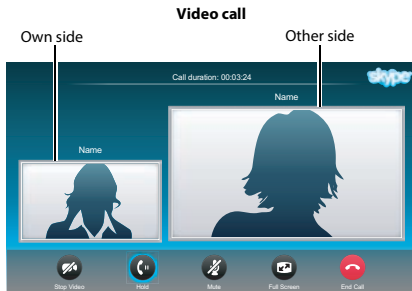 Video call
Own side
Other side
Call duration: 00:03:24
skype
Name
Name
Stop Video
Hold
Mute
Full Screen
End Call